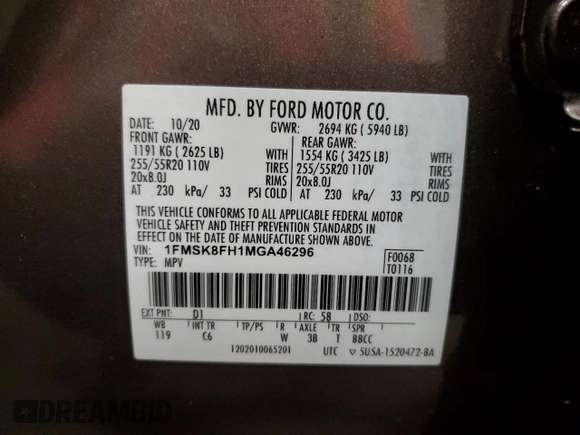 MFD. BY FORD MOTOR CO.
DATE: 10/20 GVWR: 2694 KG ( 5940 LB)
FRONT GAWR: REAR GAWR:
1191 KG ( 2625 LB) WITH 1554 KG ( 3425 LB) WITH
255/55R20 110V TIRES 255/55R20 110V TIRES
20x8.0J RIMS 20x8.0J RIMS
AT 230 kPa/ 33 PSI COLD AT 230 kPa/ 33 PSI COLD
THIS VEHICLE CONFORMS TO ALL APPLICABLE FEDERAL MOTOR
VEHICLE SAFETY AND THEFT PREVENTION STANDARDS IN
EFFECT ON THE DATE OF MANUFACTURE SHOWN ABOVE.
VIN: 1FMSK8FH1MGA46296 F0068
TYPE: MPV T0116
EXT PNT: D1 RC: 58 DSO:
WB INT TR TP/PS R AXLE TR SPR
119 C6 W 3B T BBCC
1202010065201 UTC ▽ SU5A-1520472-BA
DREAMBID